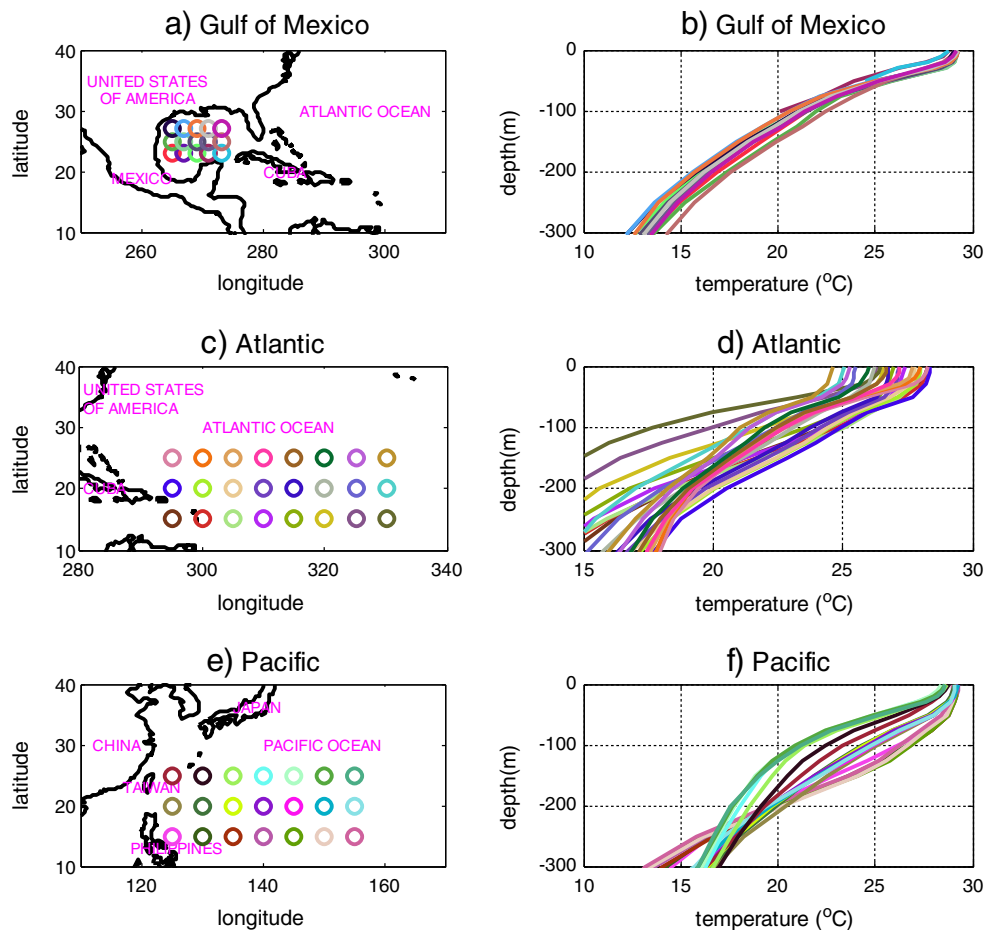 a) Gulf of Mexico
40
30
20
10
latitude
UNITED STATES
OF AMERICA
ATLANTIC OCEAN
MEXICO
CUBA
260
280
300
longitude
b) Gulf of Mexico
0
-100
-200
-300
depth(m)
10
15
20
25
30
temperature (°C)
c) Atlantic
40
30
20
10
latitude
UNITED STATES
OF AMERICA
ATLANTIC OCEAN
CUBA
280
300
320
340
longitude
d) Atlantic
0
-100
-200
-300
depth(m)
15
20
25
30
temperature (°C)
e) Pacific
40
30
20
10
latitude
JAPAN
CHINA
PACIFIC OCEAN
TAIWAN
PHILIPPINES
120
140
160
longitude
f) Pacific
0
-100
-200
-300
depth(m)
10
15
20
25
30
temperature (°C)